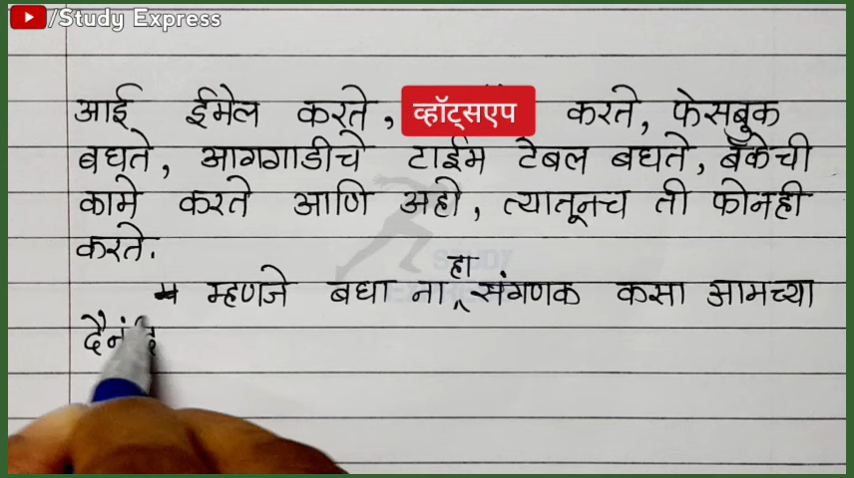 /Study Express
आई ईमेल करते, व्हॉट्सएप करते, फेसबुक
बघते, आगगाडीचे टाईम टेबल बघते, बँकेची
कामे करते आणि अहो, त्यातूनच ती फोनही
करते.
म्हणजे बघा ना हा संगणक कसा आमच्या
दैनंद
STUDY